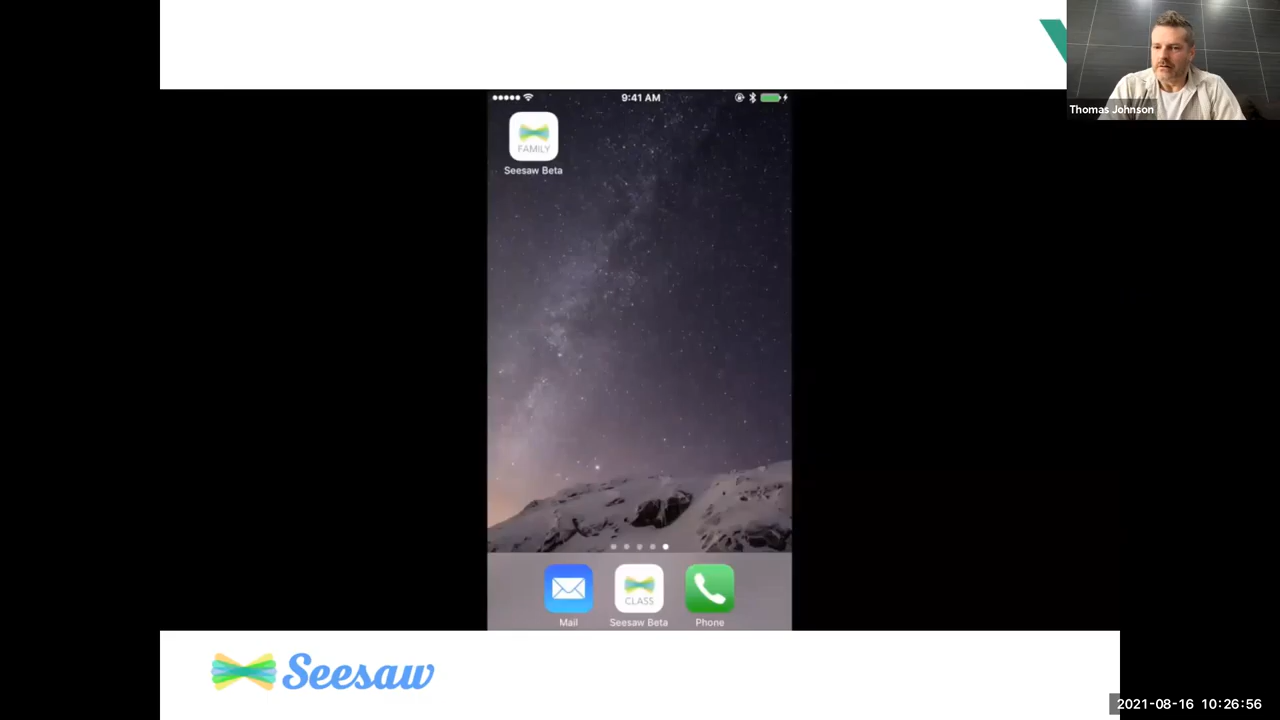 Thomas Johnson
9:41 AM
FAMILY
Seesaw Beta
CLASS
Mail
Seesaw Beta
Phone
Seesaw
2021-08-16 10:26:56